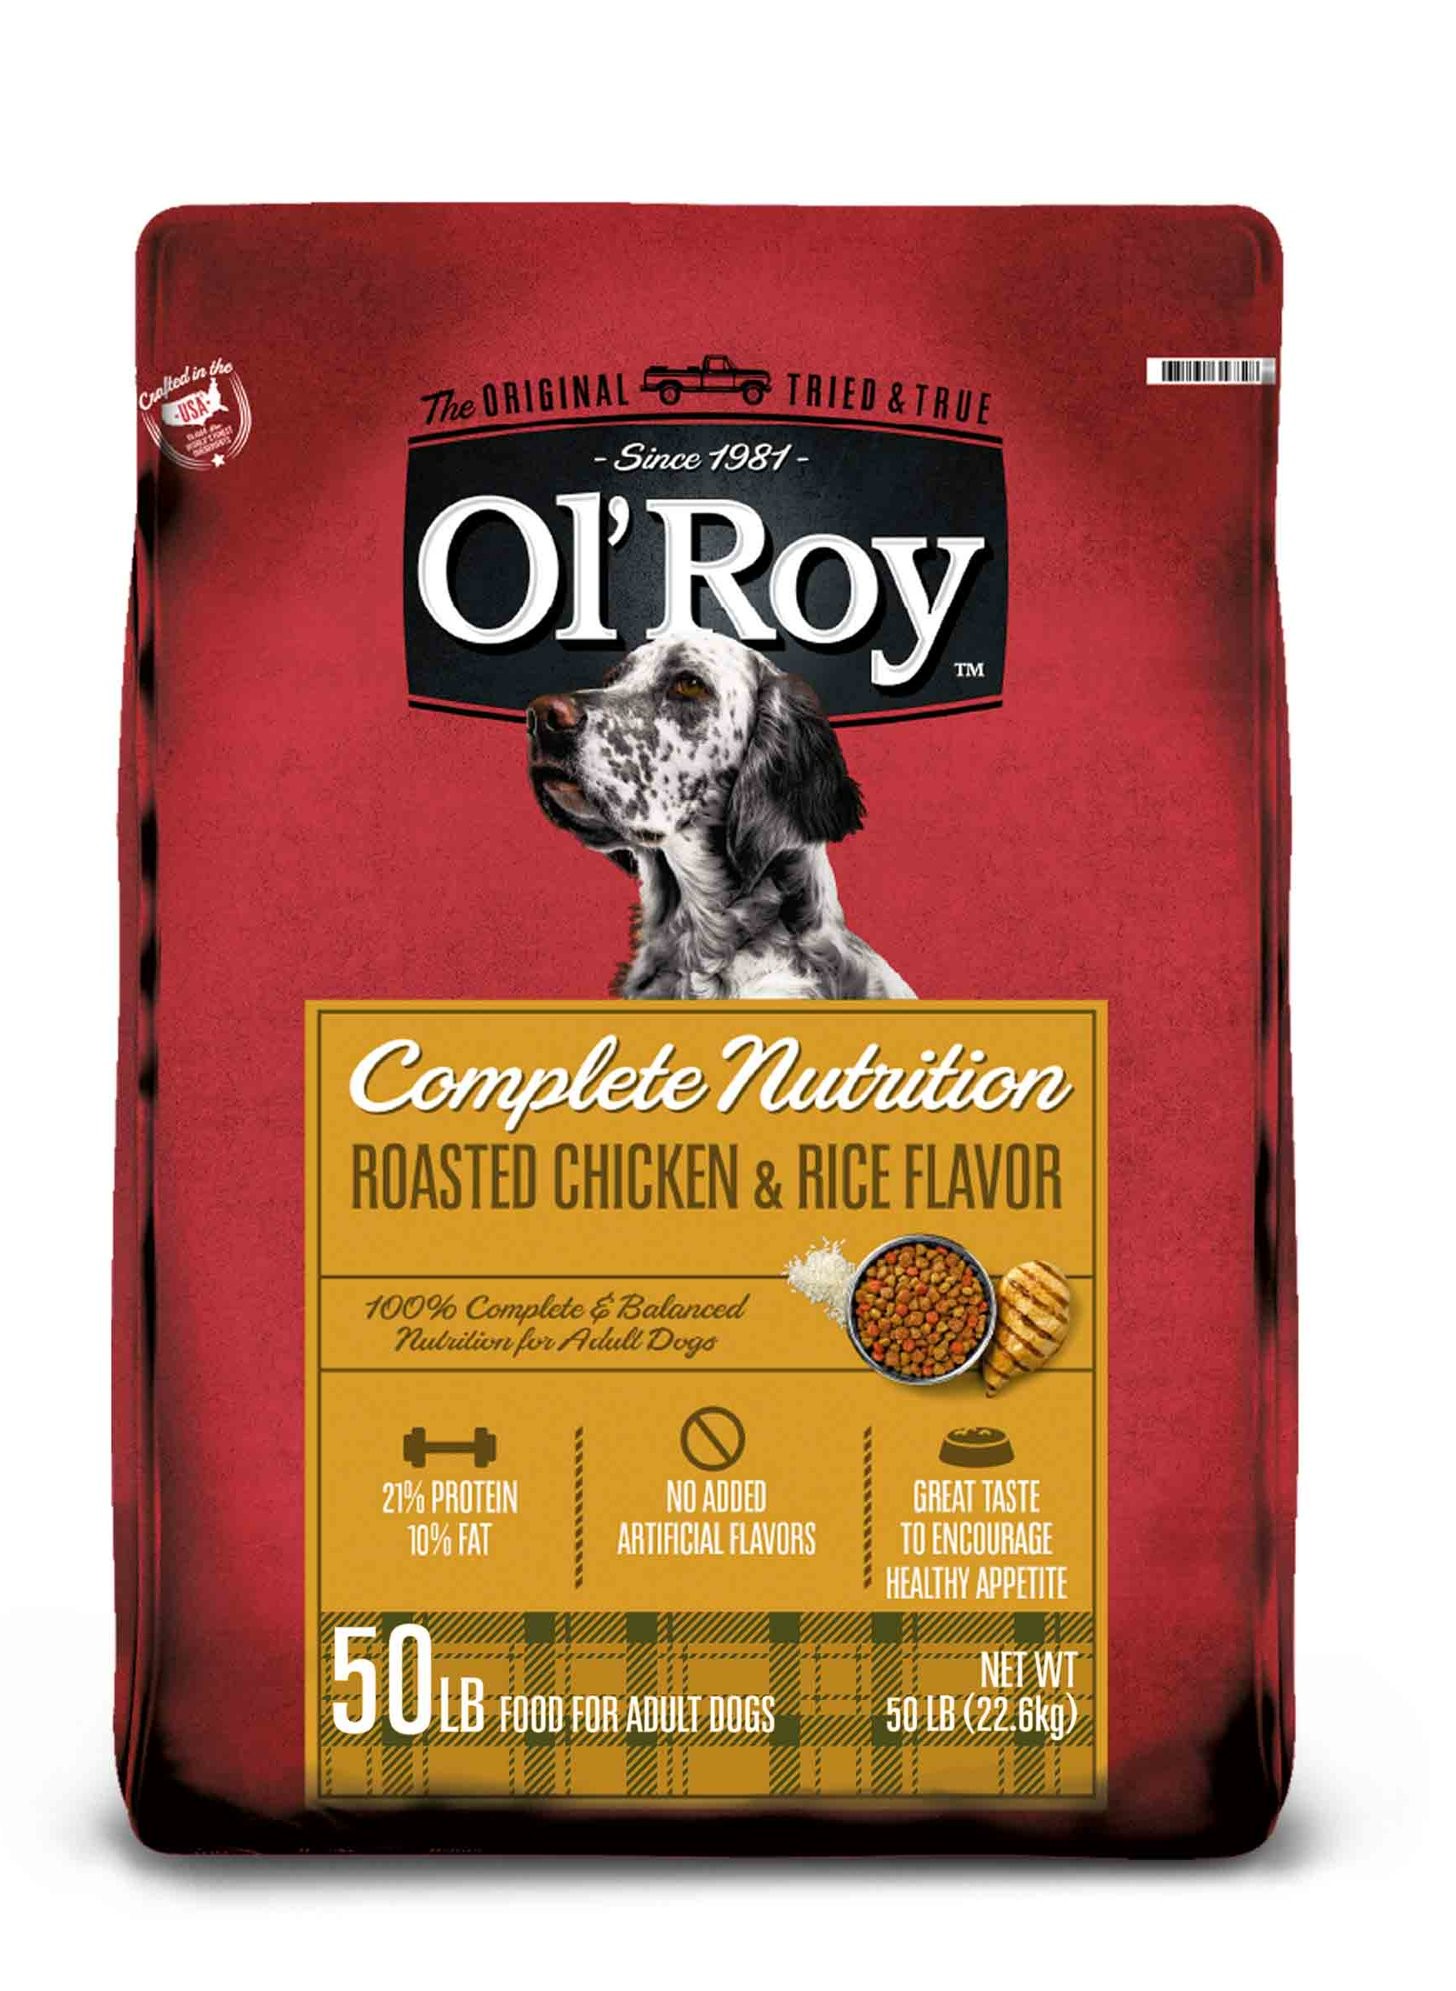 The ORIGINAL TRIED & TRUE
- Since 1981 -
Ol' Roy
TM
Crafted in the
USA
Complete Nutrition
ROASTED CHICKEN & RICE FLAVOR
100% Complete & Balanced
Nutrition for Adult Dogs
21% PROTEIN
10% FAT
NO ADDED
ARTIFICIAL FLAVORS
GREAT TASTE
TO ENCOURAGE
HEALTHY APPETITE
50 LB FOOD FOR ADULT DOGS
NET WT
50 LB (22.6kg)